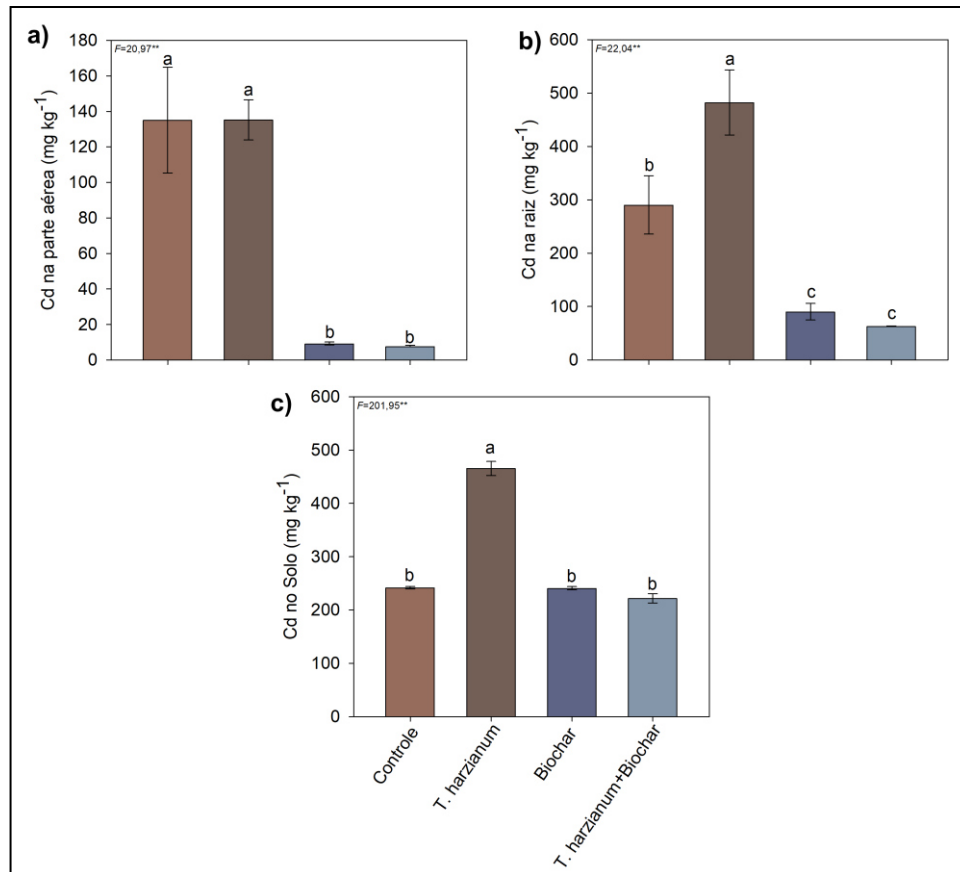 a)
F=20,97**
Cd na parte aérea (mg kg⁻¹)
180
160
140
120
100
80
60
40
20
0
a
a
b
b
b)
F=22,04**
Cd na raiz (mg kg⁻¹)
600
500
400
300
200
100
0
b
a
c
c
c)
F=201,95**
Cd no Solo (mg kg⁻¹)
600
500
400
300
200
100
0
b
a
b
b
Controle
T. harzianum
Biochar
T. harzianum+Biochar